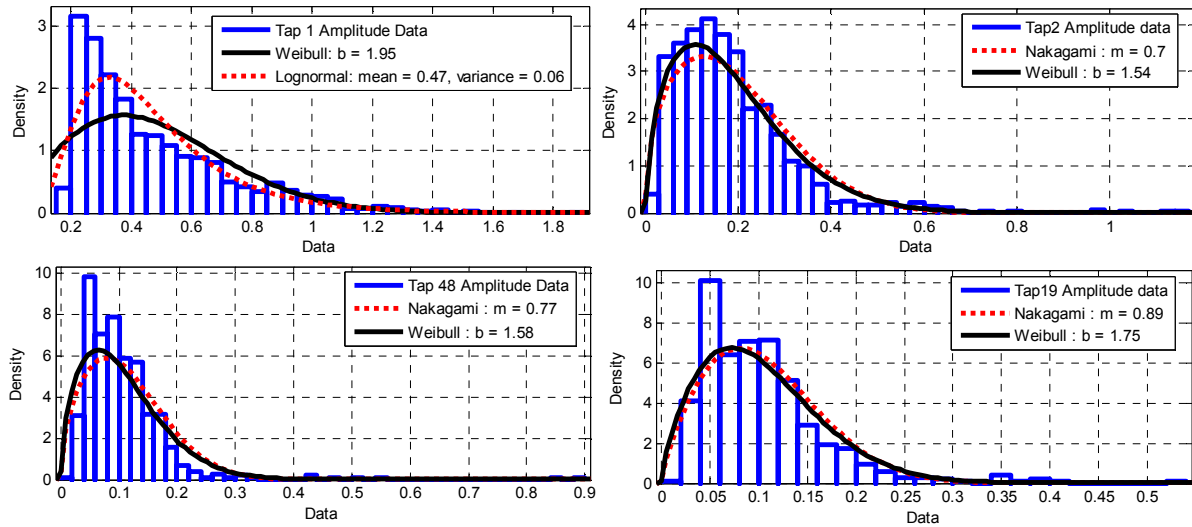 3
2
1
0
Density
0.2 0.4 0.6 0.8 1 1.2 1.4 1.6 1.8
Data
Tap 1 Amplitude Data
Weibull: b = 1.95
Lognormal: mean = 0.47, variance = 0.06
4
3
2
1
0
Density
0 0.2 0.4 0.6 0.8 1
Data
Tap2 Amplitude data
Nakagami : m = 0.7
Weibull : b = 1.54
10
8
6
4
2
0
Density
0 0.1 0.2 0.3 0.4 0.5 0.6 0.7 0.8 0.9
Data
Tap 48 Amplitude Data
Nakagami : m = 0.77
Weibull : b = 1.58
10
8
6
4
2
0
Density
0 0.05 0.1 0.15 0.2 0.25 0.3 0.35 0.4 0.45 0.5
Data
Tap19 Amplitude data
Nakagami : m = 0.89
Weibull : b = 1.75